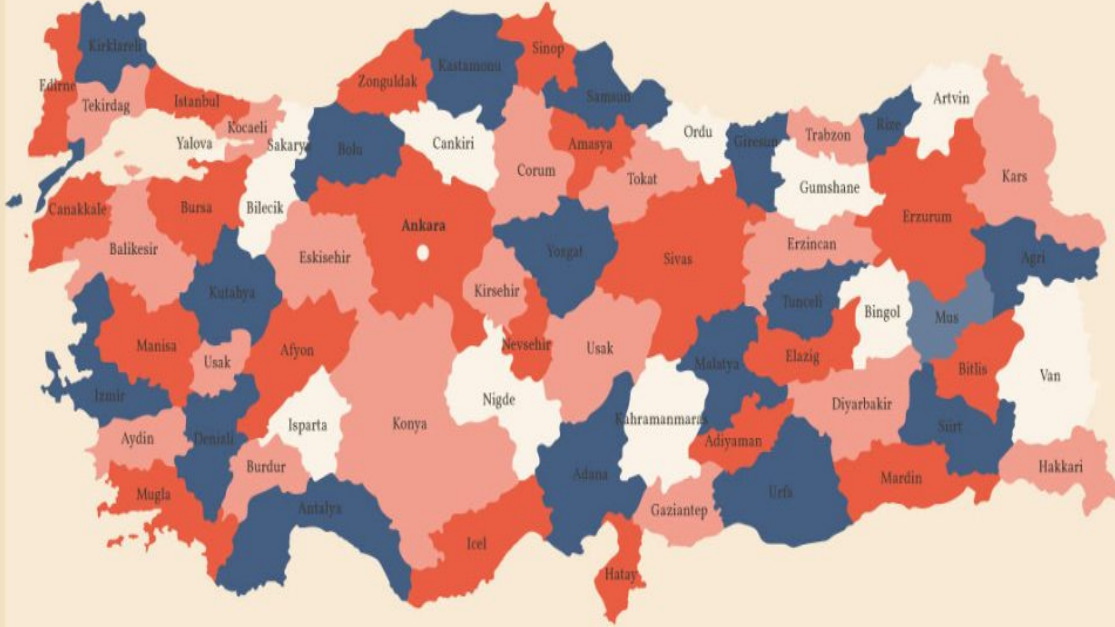 Kirklareli
Sinop
Kastamonu
Zonguldak
Edirne
Tekirdag
Istanbul
Samsun
Artvin
Kocaeli
Yalova
Sakarya
Bolu
Cankiri
Amasya
Ordu
Giresun
Trabzon
Rize
Corum
Tokat
Gumshane
Kars
Canakkale
Bursa
Bilecik
Ankara
Erzurum
Balikesir
Eskisehir
Yosgat
Sivas
Erzincan
Agri
Kutahya
Kirsehir
Tunceli
Bingol
Mus
Manisa
Usak
Afyon
Nevsehir
Usak
Malatya
Elazig
Bitlis
Van
Izmir
Isparta
Konya
Nigde
Kahramanmaras
Diyarbakir
Aydin
Denizli
Adiyaman
Siirt
Burdur
Adana
Hakkari
Mugla
Antalya
Gaziantep
Urfa
Mardin
Icel
Hatay